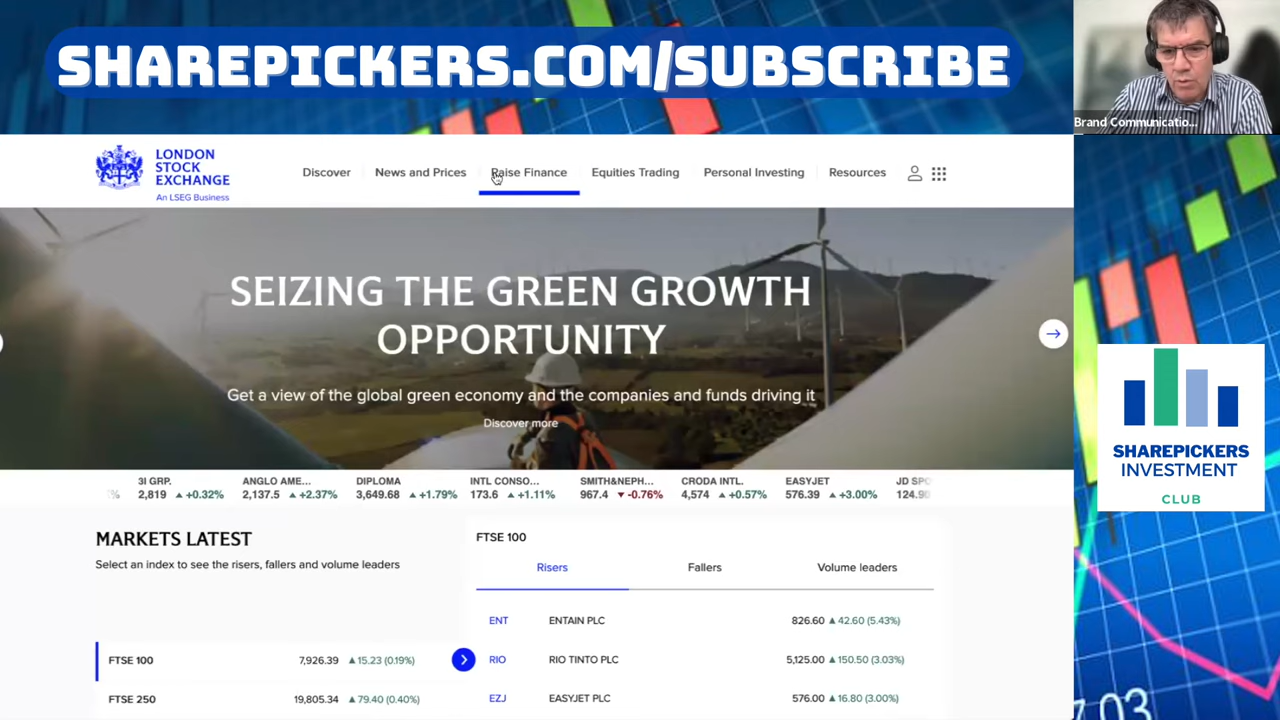 SHAREPICKERS.COM/SUBSCRIBE
Brand Communicatio...
LONDON
STOCK
EXCHANGE
An LSEG Business
Discover
News and Prices
Raise Finance
Equities Trading
Personal Investing
Resources
SEIZING THE GREEN GROWTH
OPPORTUNITY
Get a view of the global green economy and the companies and funds driving it
Discover more
SHAREPICKERS
INVESTMENT
CLUB
% 3I GRP. ANGLO AME... DIPLOMA INTL CONSO... SMITH&NEPH... CRODA INTL. EASYJET JD SPO
2,819 ▲ +0.32% 2,137.5 ▲ +2.37% 3,649.68 ▲ +1.79% 173.6 ▲ +1.11% 967.4 ▼ -0.76% 4,574 ▲ +0.57% 576.39 ▲ +3.00% 124.90
MARKETS LATEST
Select an index to see the risers, fallers and volume leaders
FTSE 100 7,926.39 ▲ 15.23 (0.19%)
FTSE 250 19,805.34 ▲ 79.40 (0.40%)
FTSE 100
Risers Fallers Volume leaders
ENT ENTAIN PLC 826.60 ▲ 42.60 (5.43%)
RIO RIO TINTO PLC 5,125.00 ▲ 150.50 (3.03%)
EZJ EASYJET PLC 576.00 ▲ 16.80 (3.00%)